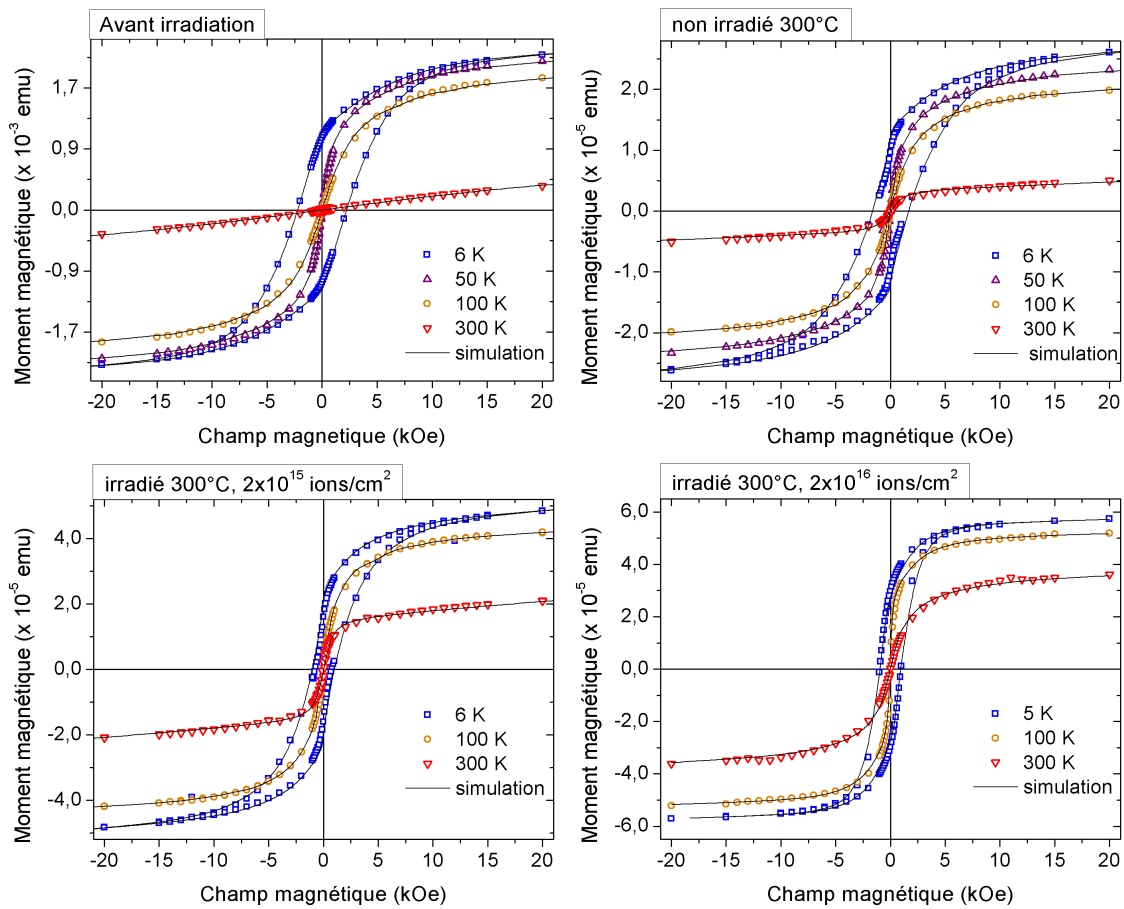 Avant irradiation
Moment magnétique (x 10⁻³ emu)
1,7
0,9
0,0
-0,9
-1,7
6 K
50 K
100 K
300 K
simulation
-20 -15 -10 -5 0 5 10 15 20
Champ magnetique (kOe)
non irradié 300°C
Moment magnétique (x 10⁻⁵ emu)
2,0
1,0
0,0
-1,0
-2,0
6 K
50 K
100 K
300 K
simulation
-20 -15 -10 -5 0 5 10 15 20
Champ magnétique (kOe)
irradié 300°C, 2x10¹⁵ ions/cm²
Moment magnétique (x 10⁻⁵ emu)
4,0
2,0
0,0
-2,0
-4,0
6 K
100 K
300 K
simulation
-20 -15 -10 -5 0 5 10 15 20
Champ magnétique (kOe)
irradié 300°C, 2x10¹⁶ ions/cm²
Moment magnétique (x 10⁻⁵ emu)
6,0
4,0
2,0
0,0
-2,0
-4,0
-6,0
5 K
100 K
300 K
simulation
-20 -15 -10 -5 0 5 10 15 20
Champ magnétique (kOe)